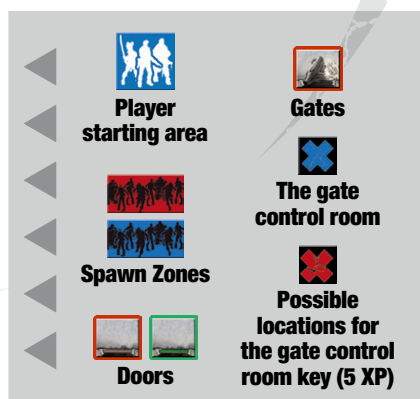 Player
starting area
Spawn Zones
Doors
Gates
The gate
control room
Possible
locations for
the gate control
room key (5 XP)